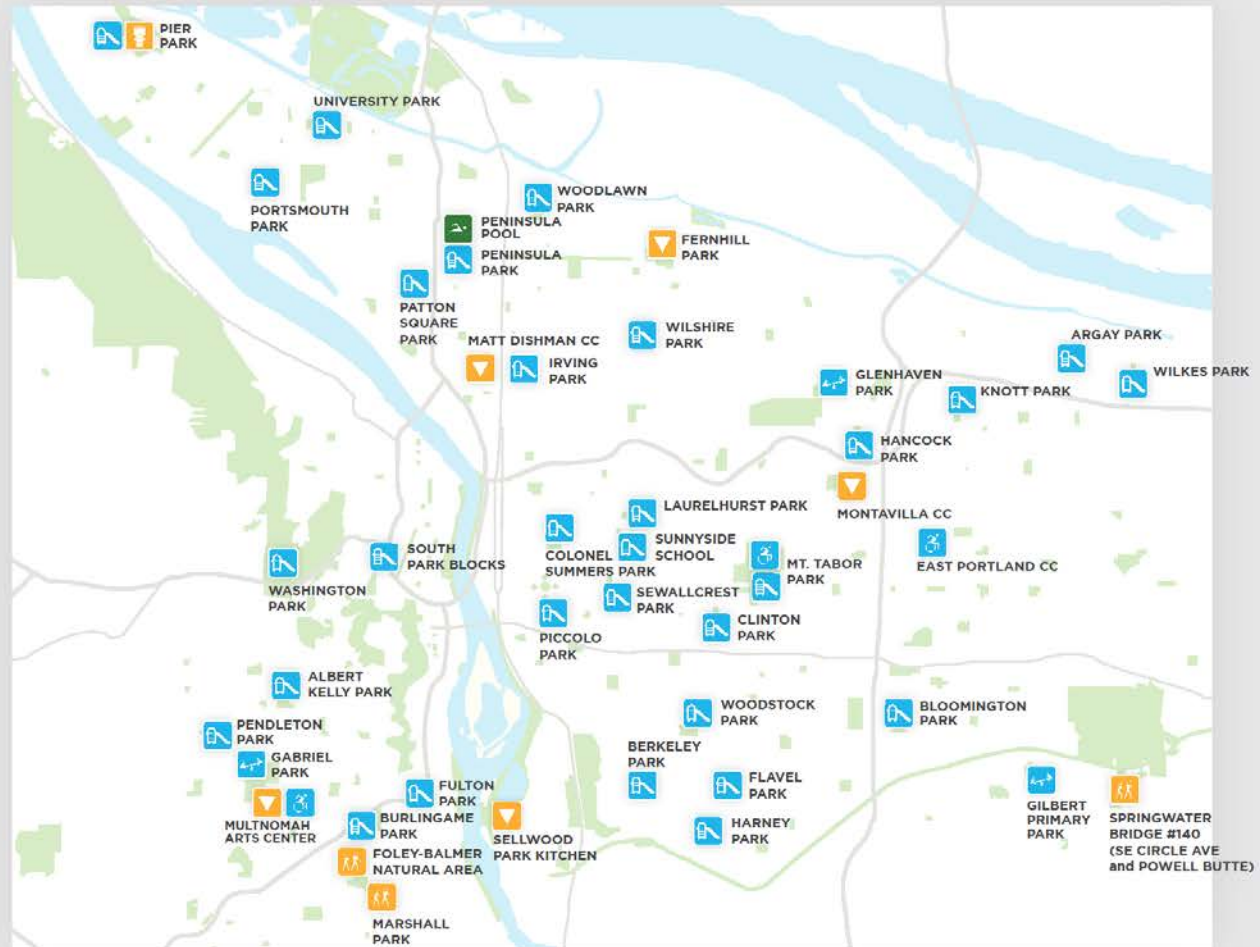 PIER
PARK
UNIVERSITY PARK
PORTSMOUTH
PARK
WOODLAWN
PARK
PENINSULA
POOL
PENINSULA
PARK
FERNHILL
PARK
PATTON
SQUARE
PARK
MATT DISHMAN CC
IRVING
PARK
WILSHIRE
PARK
ARGAY PARK
WILKES PARK
GLENHAVEN
PARK
KNOTT PARK
HANCOCK
PARK
MONTAVILLA CC
LAURELHURST PARK
SUNNYSIDE
SCHOOL
COLONEL
SUMMERS PARK
SOUTH
PARK BLOCKS
WASHINGTON
PARK
MT. TABOR
PARK
EAST PORTLAND CC
SEWALLCREST
PARK
PICCOLO
PARK
CLINTON
PARK
ALBERT
KELLY PARK
PENDLETON
PARK
GABRIEL
PARK
MULTNOMAH
ARTS CENTER
WOODSTOCK
PARK
BLOOMINGTON
PARK
BERKELEY
PARK
FLAVEL
PARK
HARNEY
PARK
FULTON
PARK
BURLINGAME
PARK
SELLWOOD
PARK KITCHEN
FOLEY-BALMER
NATURAL AREA
MARSHALL
PARK
GILBERT
PRIMARY
PARK
SPRINGWATER
BRIDGE #140
(SE CIRCLE AVE
and POWELL BUTTE)